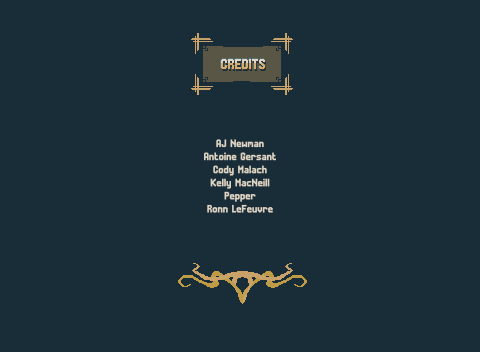 CREDITS
AJ Newman
Antoine Gersant
Cody Malach
Kelly MacNeill
Pepper
Ronn LeFeuvre